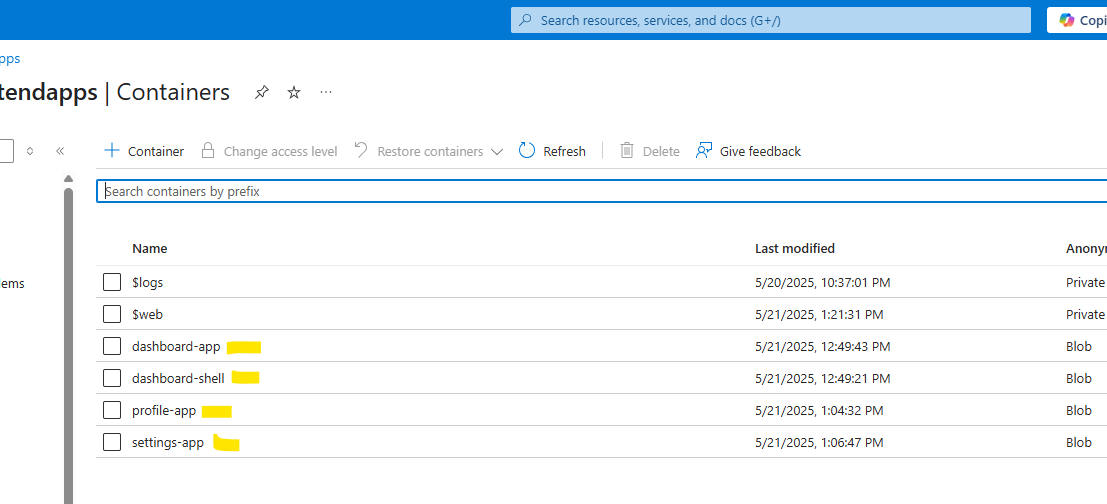 Search resources, services, and docs (G+/)
Copi
pps
tendapps | Containers
Container Change access level Restore containers Refresh Delete Give feedback
Search containers by prefix
Name Last modified Anonym
$logs 5/20/2025, 10:37:01 PM Private
ems
$web 5/21/2025, 1:21:31 PM Private
dashboard-app 5/21/2025, 12:49:43 PM Blob
dashboard-shell 5/21/2025, 12:49:21 PM Blob
profile-app 5/21/2025, 1:04:32 PM Blob
settings-app 5/21/2025, 1:06:47 PM Blob